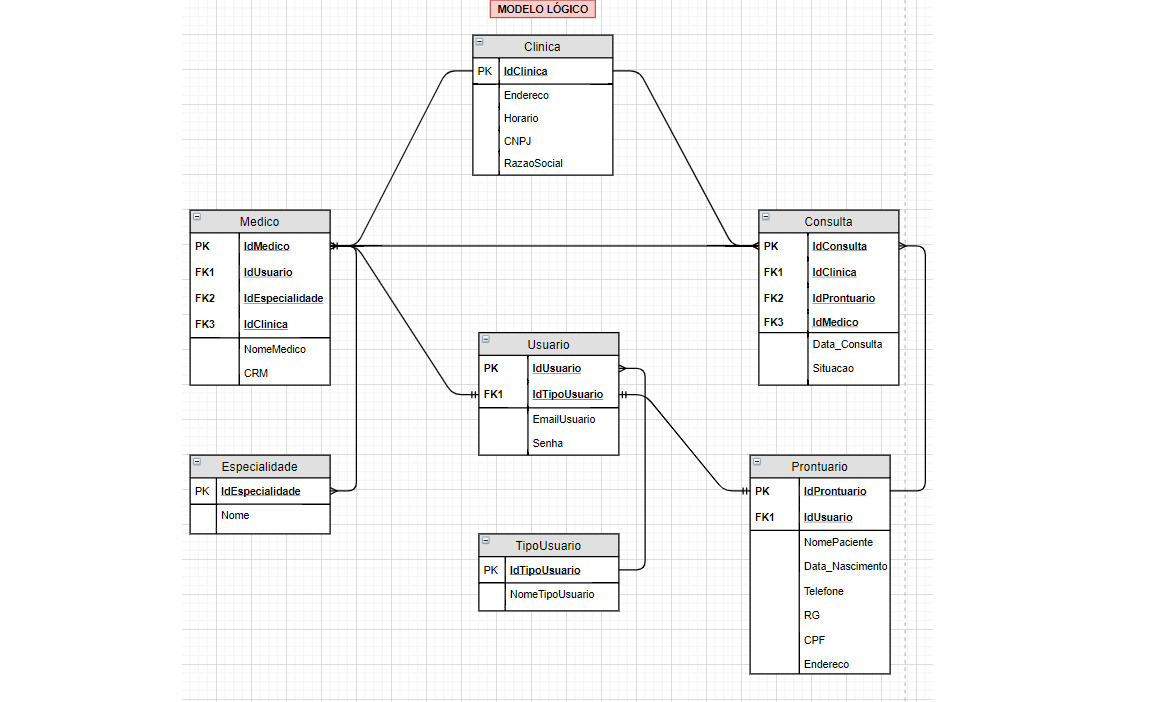 MODELO LÓGICO
Clinica
PK IdClinica
Endereco
Horario
CNPJ
RazaoSocial
Medico
PK IdMedico
FK1 IdUsuario
FK2 IdEspecialidade
FK3 IdClinica
NomeMedico
CRM
Consulta
PK IdConsulta
FK1 IdClinica
FK2 IdProntuario
FK3 IdMedico
Data_Consulta
Situacao
Usuario
PK IdUsuario
FK1 IdTipoUsuario
EmailUsuario
Senha
Especialidade
PK IdEspecialidade
Nome
Prontuario
PK IdProntuario
FK1 IdUsuario
NomePaciente
Data_Nascimento
Telefone
RG
CPF
Endereco
TipoUsuario
PK IdTipoUsuario
NomeTipoUsuario